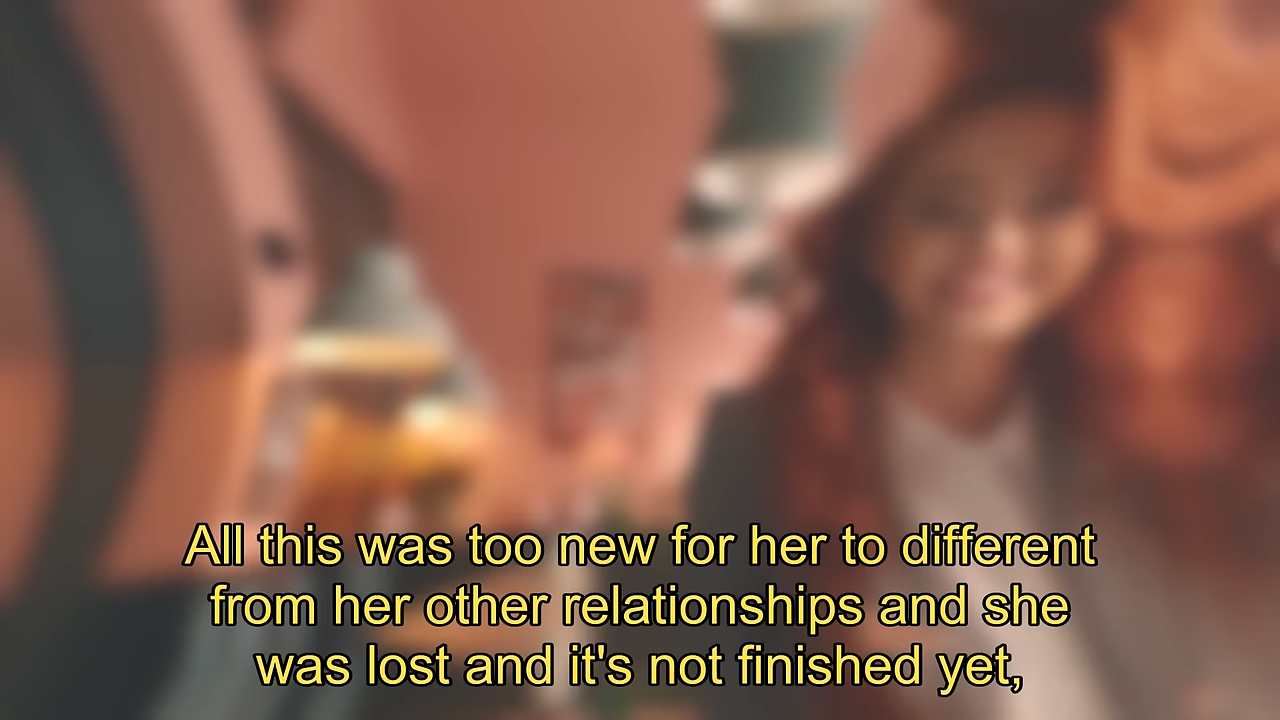 All this was too new for her to different
from her other relationships and she
was lost and it's not finished yet,